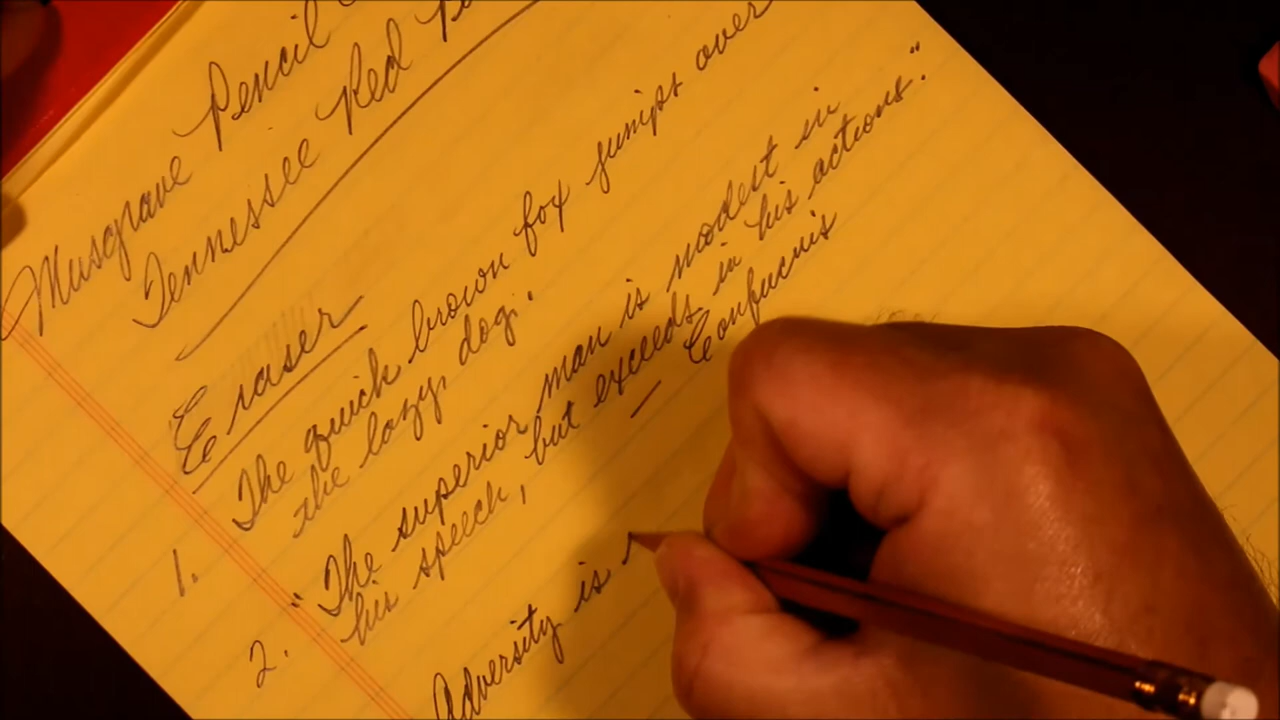 Musgrave Pencil
Tennessee Red
Eraser
1. The quick brown fox jumps over
the lazy dog.
2. "The superior man is modest in
his speech, but exceeds in his actions."
— Confucius
Adversity is